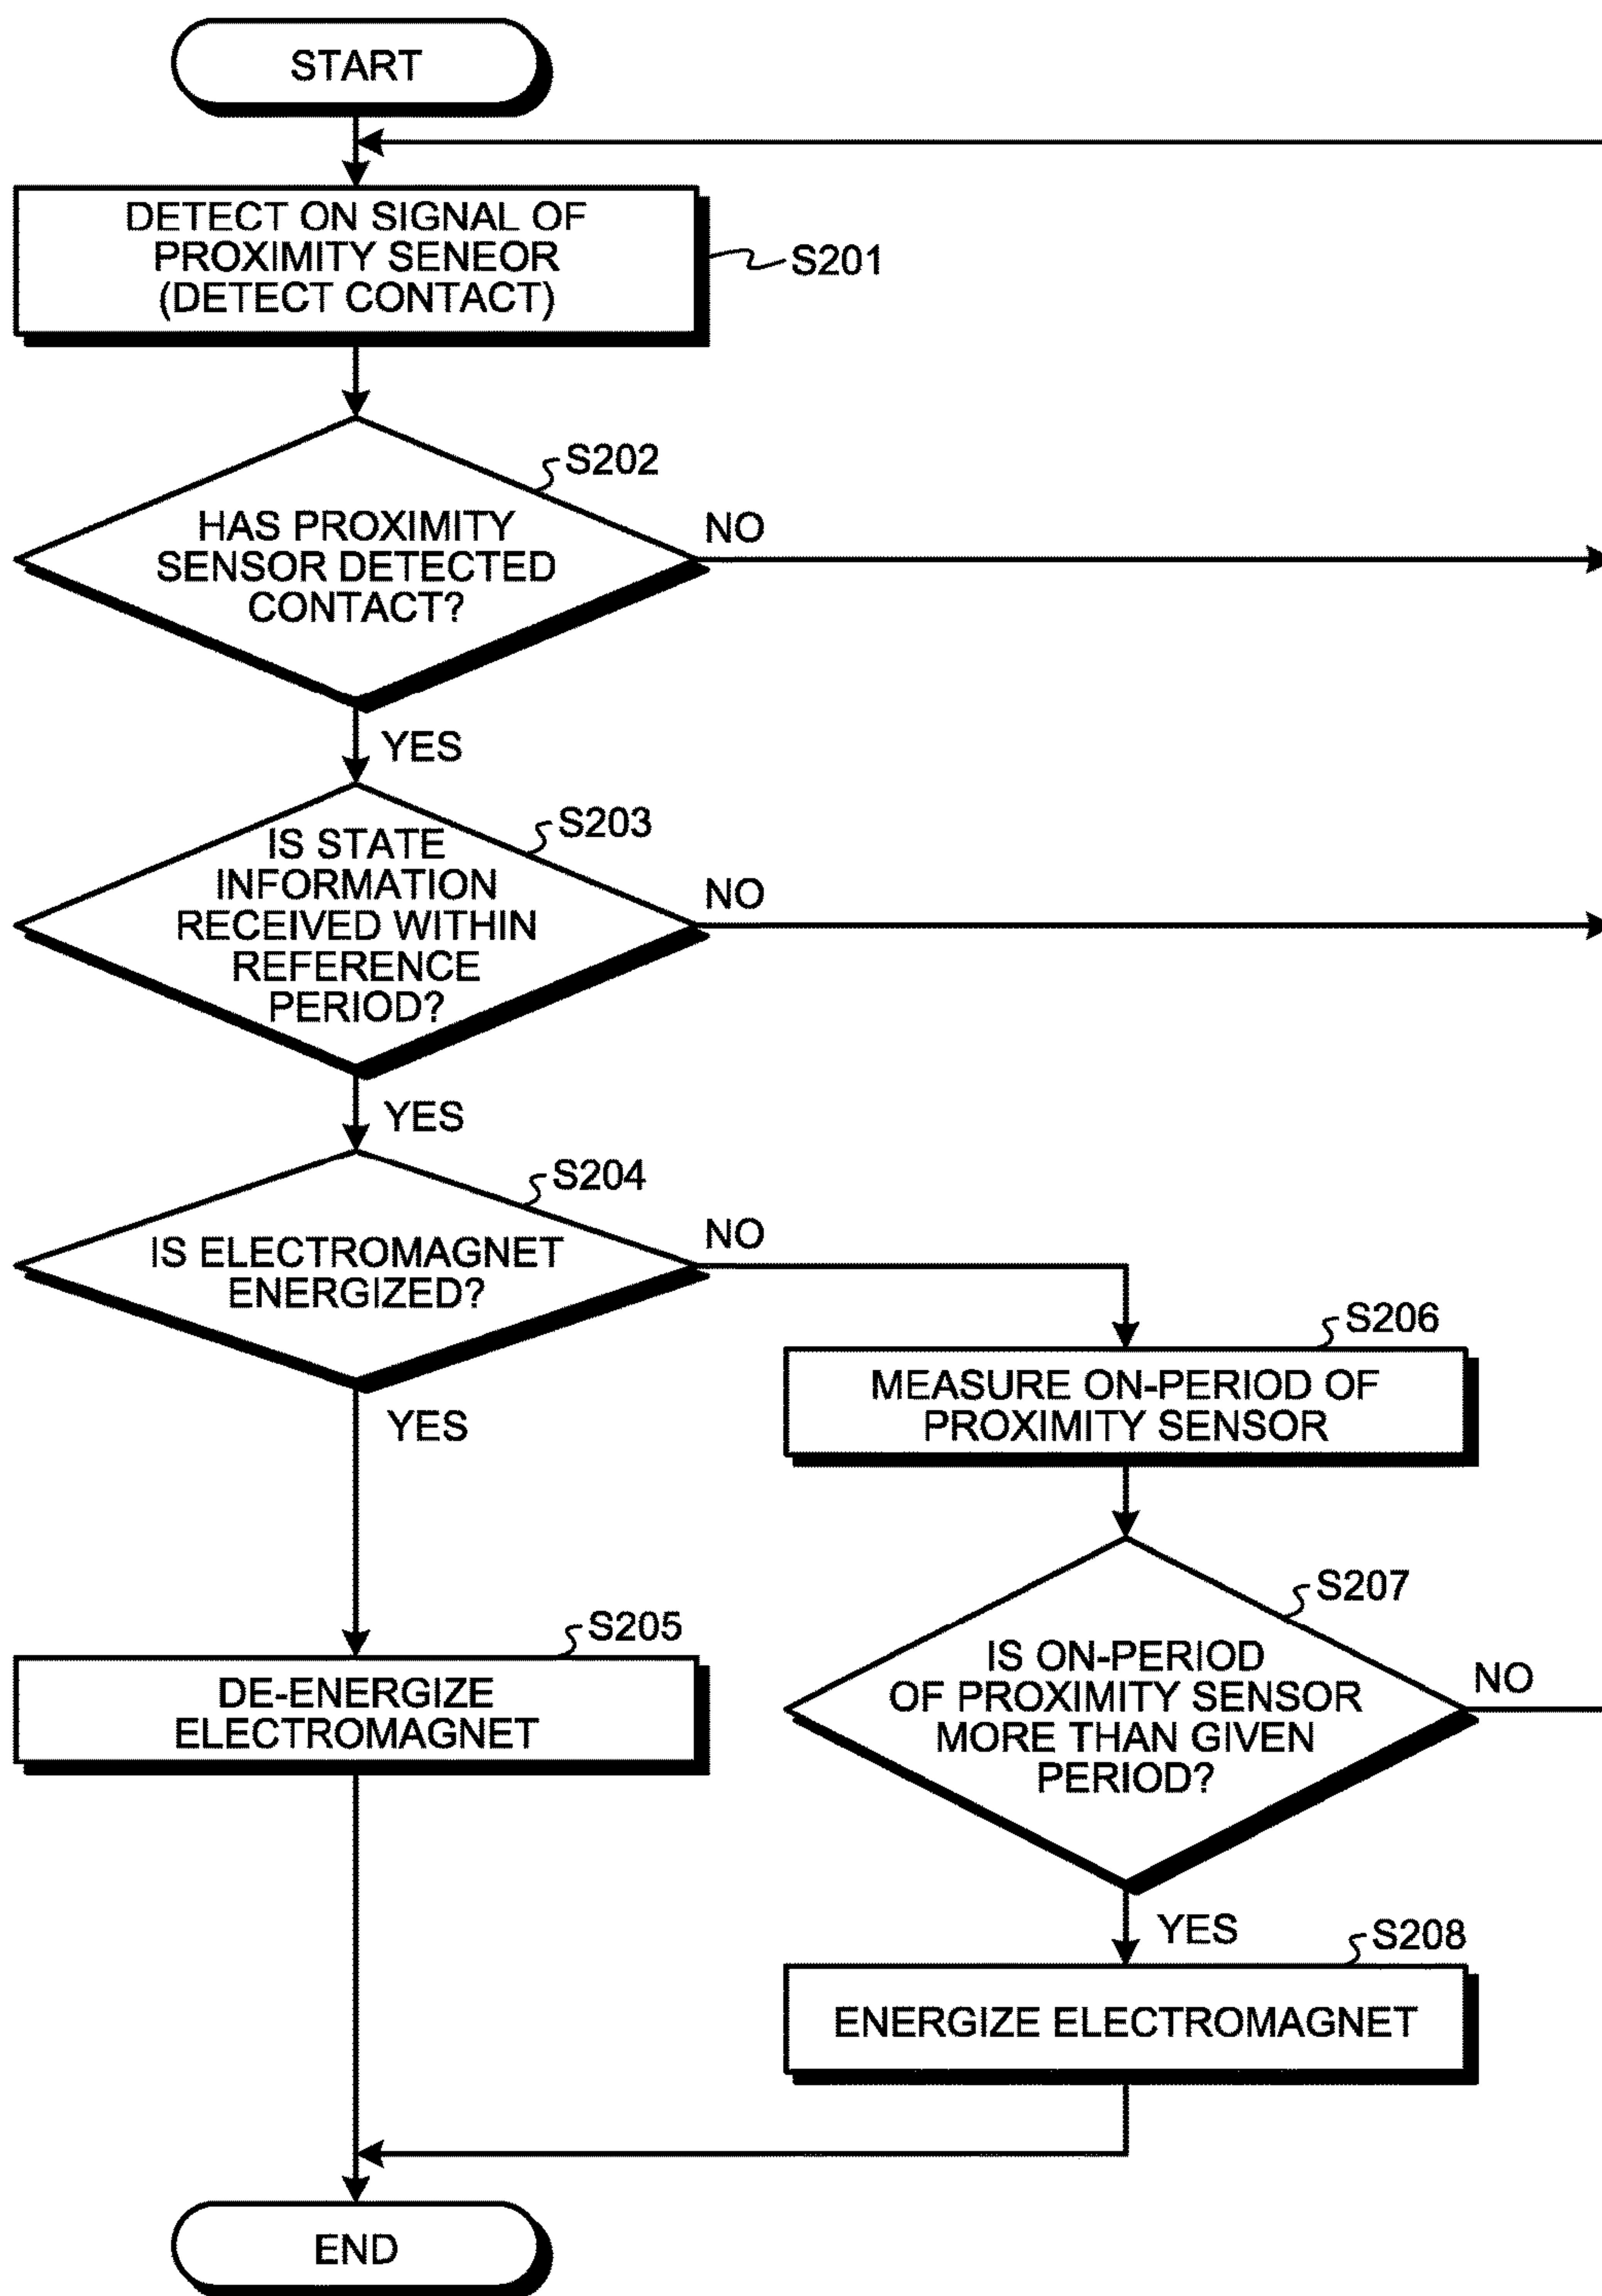 START
DETECT ON SIGNAL OF
PROXIMITY SENEOR
(DETECT CONTACT)
S201
S202
HAS PROXIMITY
SENSOR DETECTED
CONTACT?
NO
YES
S203
IS STATE
INFORMATION
RECEIVED WITHIN
REFERENCE
PERIOD?
NO
YES
S204
IS ELECTROMAGNET
ENERGIZED?
NO
YES
S205
DE-ENERGIZE
ELECTROMAGNET
S206
MEASURE ON-PERIOD OF
PROXIMITY SENSOR
S207
IS ON-PERIOD
OF PROXIMITY SENSOR
MORE THAN GIVEN
PERIOD?
NO
YES
S208
ENERGIZE ELECTROMAGNET
END